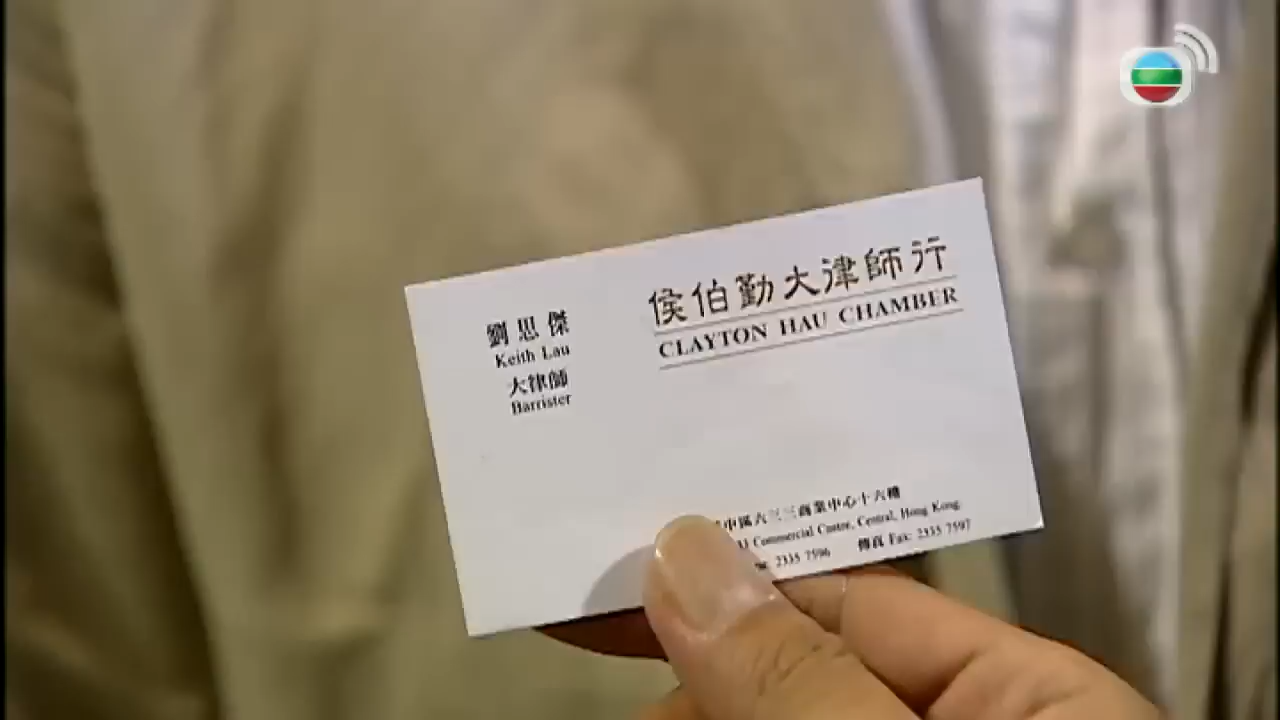 侯伯勤大律師行
CLAYTON HAU CHAMBER
劉思傑
Keith Lau
大律師
Barrister
中區六三三商業中心十六樓
Commercial Centre, Central, Hong Kong.
2335 7596 傳真 Fax: 2335 7597